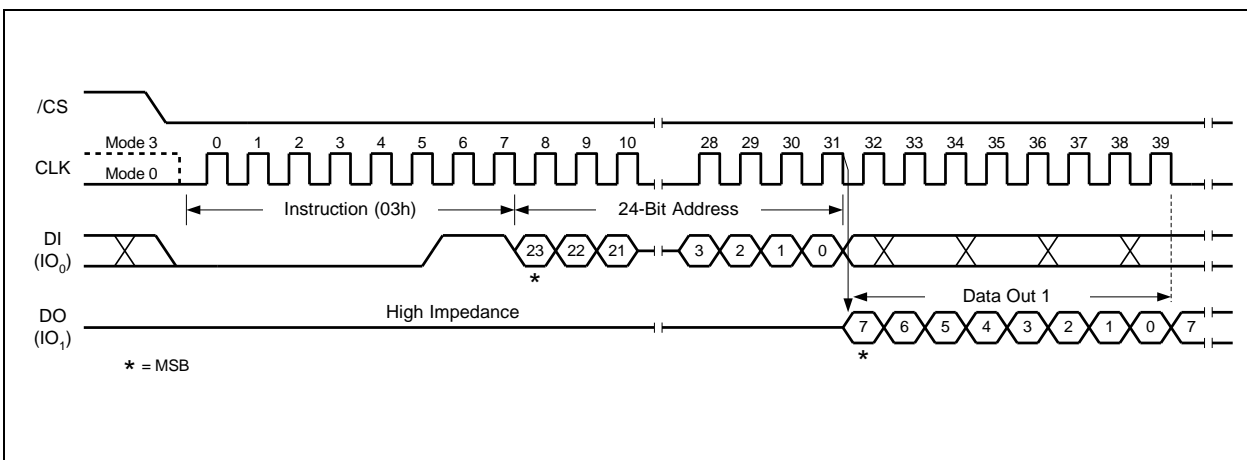 /CS
Mode 3
CLK
Mode 0
0 1 2 3 4 5 6 7 8 9 10 28 29 30 31 32 33 34 35 36 37 38 39
Instruction (03h)
24-Bit Address
DI
(IO₀)
23 22 21 3 2 1 0
*
DO
(IO₁)
High Impedance
Data Out 1
7 6 5 4 3 2 1 0 7
*
* = MSB